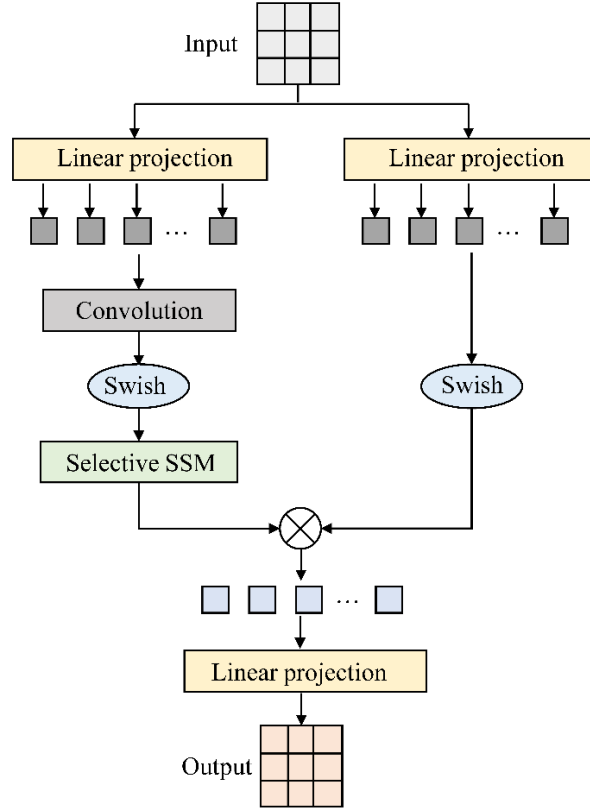 Input
Linear projection
Linear projection
...
...
Convolution
Swish
Swish
Selective SSM
...
Linear projection
Output